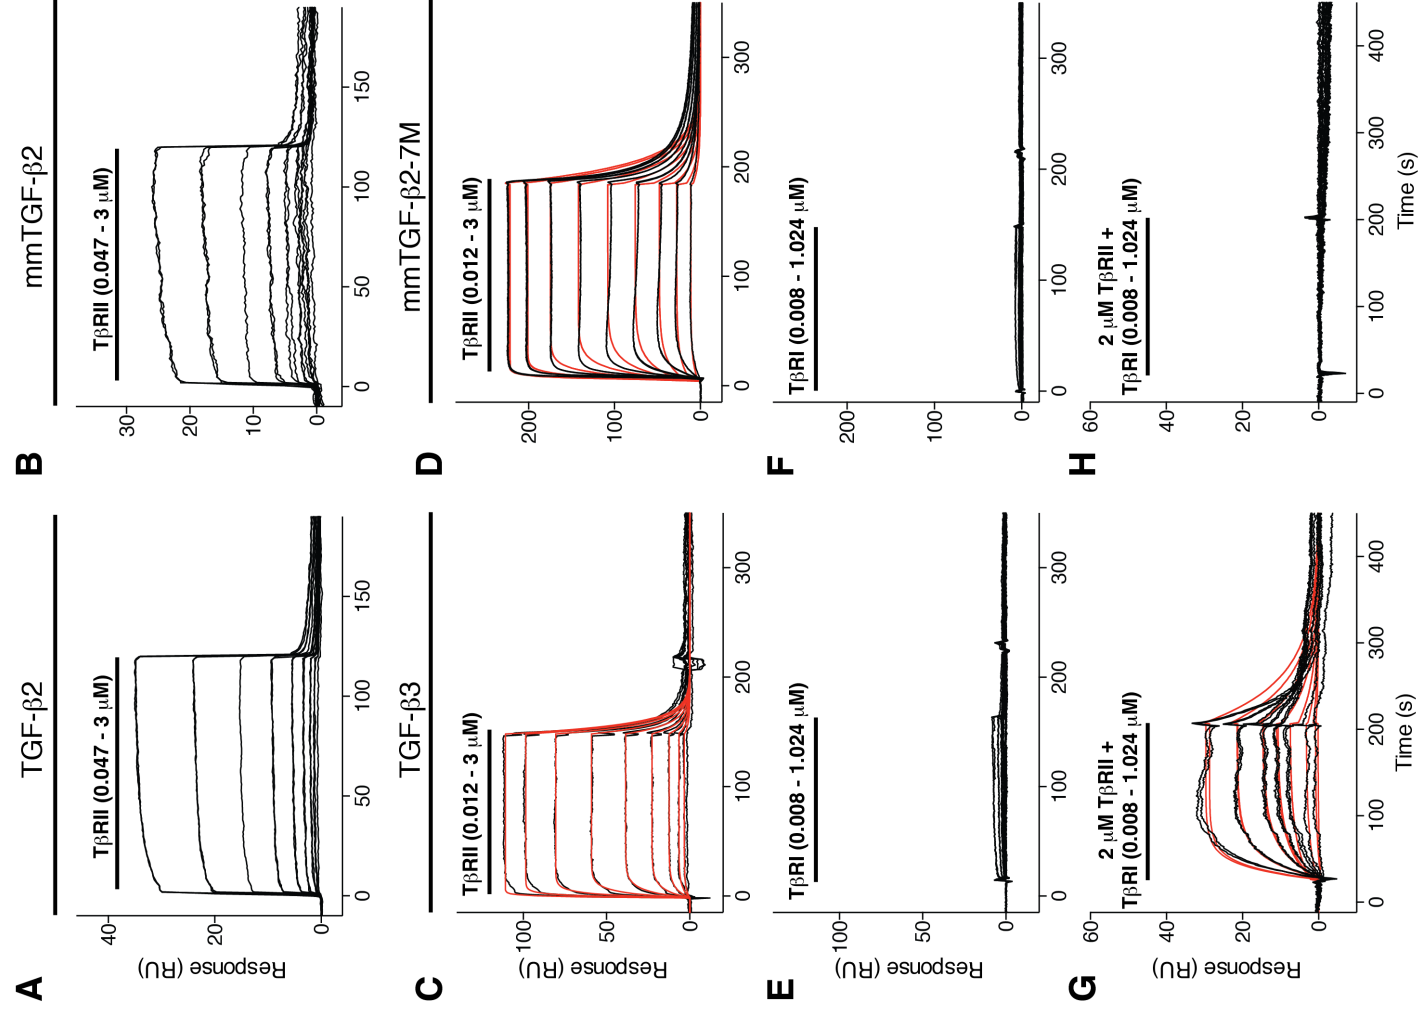 TGF-β2
A
TβRII (0.047 - 3 μM)
Response (RU)
0
20
40
0
50
100
150
mmTGF-β2
B
TβRII (0.047 - 3 μM)
0
10
20
30
0
50
100
150
TGF-β3
C
TβRII (0.012 - 3 μM)
Response (RU)
0
50
100
0
100
200
300
mmTGF-β2-7M
D
TβRII (0.012 - 3 μM)
0
100
200
0
100
200
300
E
TβRI (0.008 - 1.024 μM)
Response (RU)
0
50
100
0
100
200
300
F
TβRI (0.008 - 1.024 μM)
0
100
200
0
100
200
300
G
2 μM TβRII +
TβRI (0.008 - 1.024 μM)
Response (RU)
0
20
40
60
0
100
200
300
400
Time (s)
H
2 μM TβRII +
TβRI (0.008 - 1.024 μM)
0
20
40
60
0
100
200
300
400
Time (s)